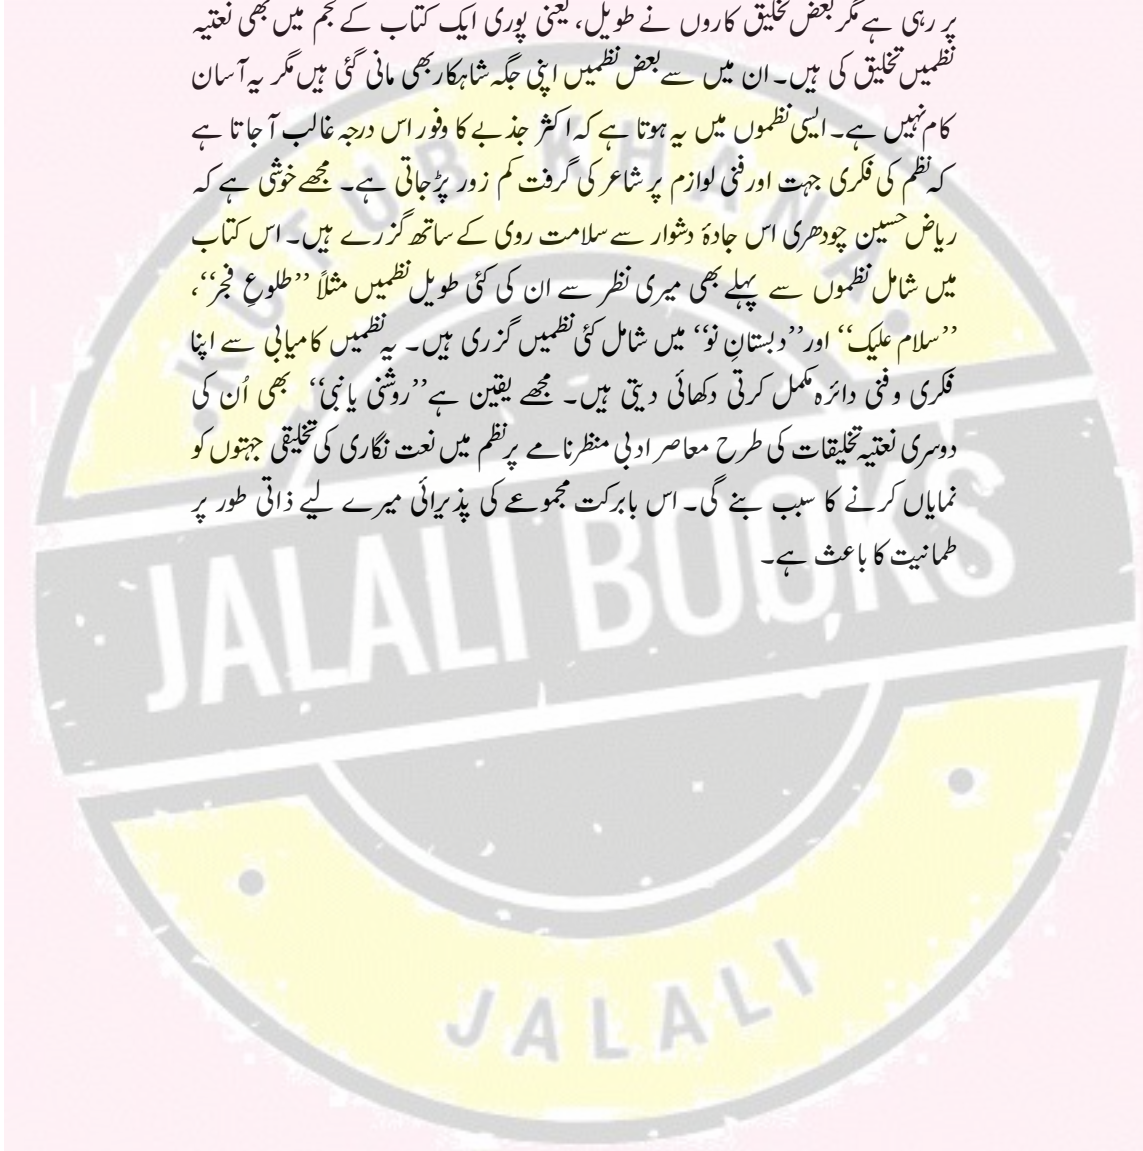 پر رہی ہے مگر بعض تخلیق کاروں نے طویل، یعنی پوری ایک کتاب کے حجم میں بھی نعتیہ
نظمیں تخلیق کی ہیں۔ ان میں سے بعض نظمیں اپنی جگہ شاہکار بھی مانی گئی ہیں مگر یہ آسان
کام نہیں ہے۔ ایسی نظموں میں یہ ہوتا ہے کہ اکثر جذبے کا وفور اس درجہ غالب آ جاتا ہے
کہ نظم کی فکری جہت اور فنی لوازم پر شاعر کی گرفت کم زور پڑ جاتی ہے۔ مجھے خوشی ہے کہ
ریاض حسین چودھری اس جادۂ دشوار سے سلامت روی کے ساتھ گزرے ہیں۔ اس کتاب
میں شامل نظموں سے پہلے بھی میری نظر سے ان کی کئی طویل نظمیں مثلاً ’’طلوعِ فجر‘‘،
’’سلام علیک‘‘ اور ’’دبستانِ نو‘‘ میں شامل کئی نظمیں گزری ہیں۔ یہ نظمیں کامیابی سے اپنا
فکری و فنی دائرہ مکمل کرتی دکھائی دیتی ہیں۔ مجھے یقین ہے ’’روشنی یا نبی‘‘ بھی اُن کی
دوسری نعتیہ تخلیقات کی طرح معاصر ادبی منظرنامے پر نظم میں نعت نگاری کی تخلیقی جہتوں کو
نمایاں کرنے کا سبب بنے گی۔ اس بابرکت مجموعے کی پذیرائی میرے لیے ذاتی طور پر
طمانیت کا باعث ہے۔
KUTUB KHANA
JALALI BOOKS
JALALI